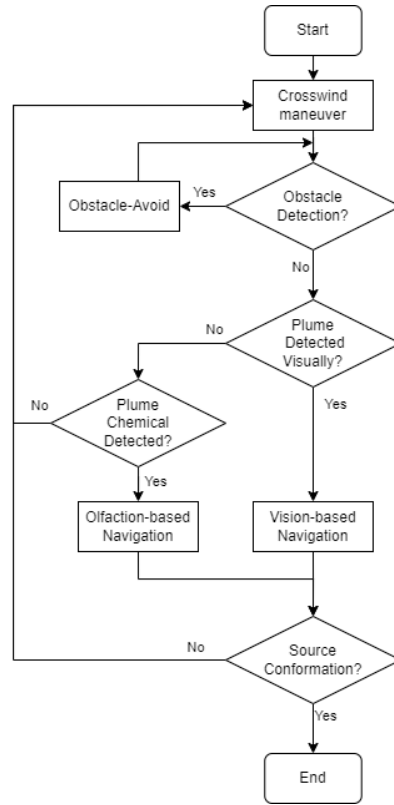 Start
Crosswind
maneuver
Obstacle-Avoid
Yes
Obstacle
Detection?
No
No
Plume
Detected
Visually?
No
Plume
Chemical
Detected?
Yes
Yes
Olfaction-based
Navigation
Vision-based
Navigation
No
Source
Conformation?
Yes
End